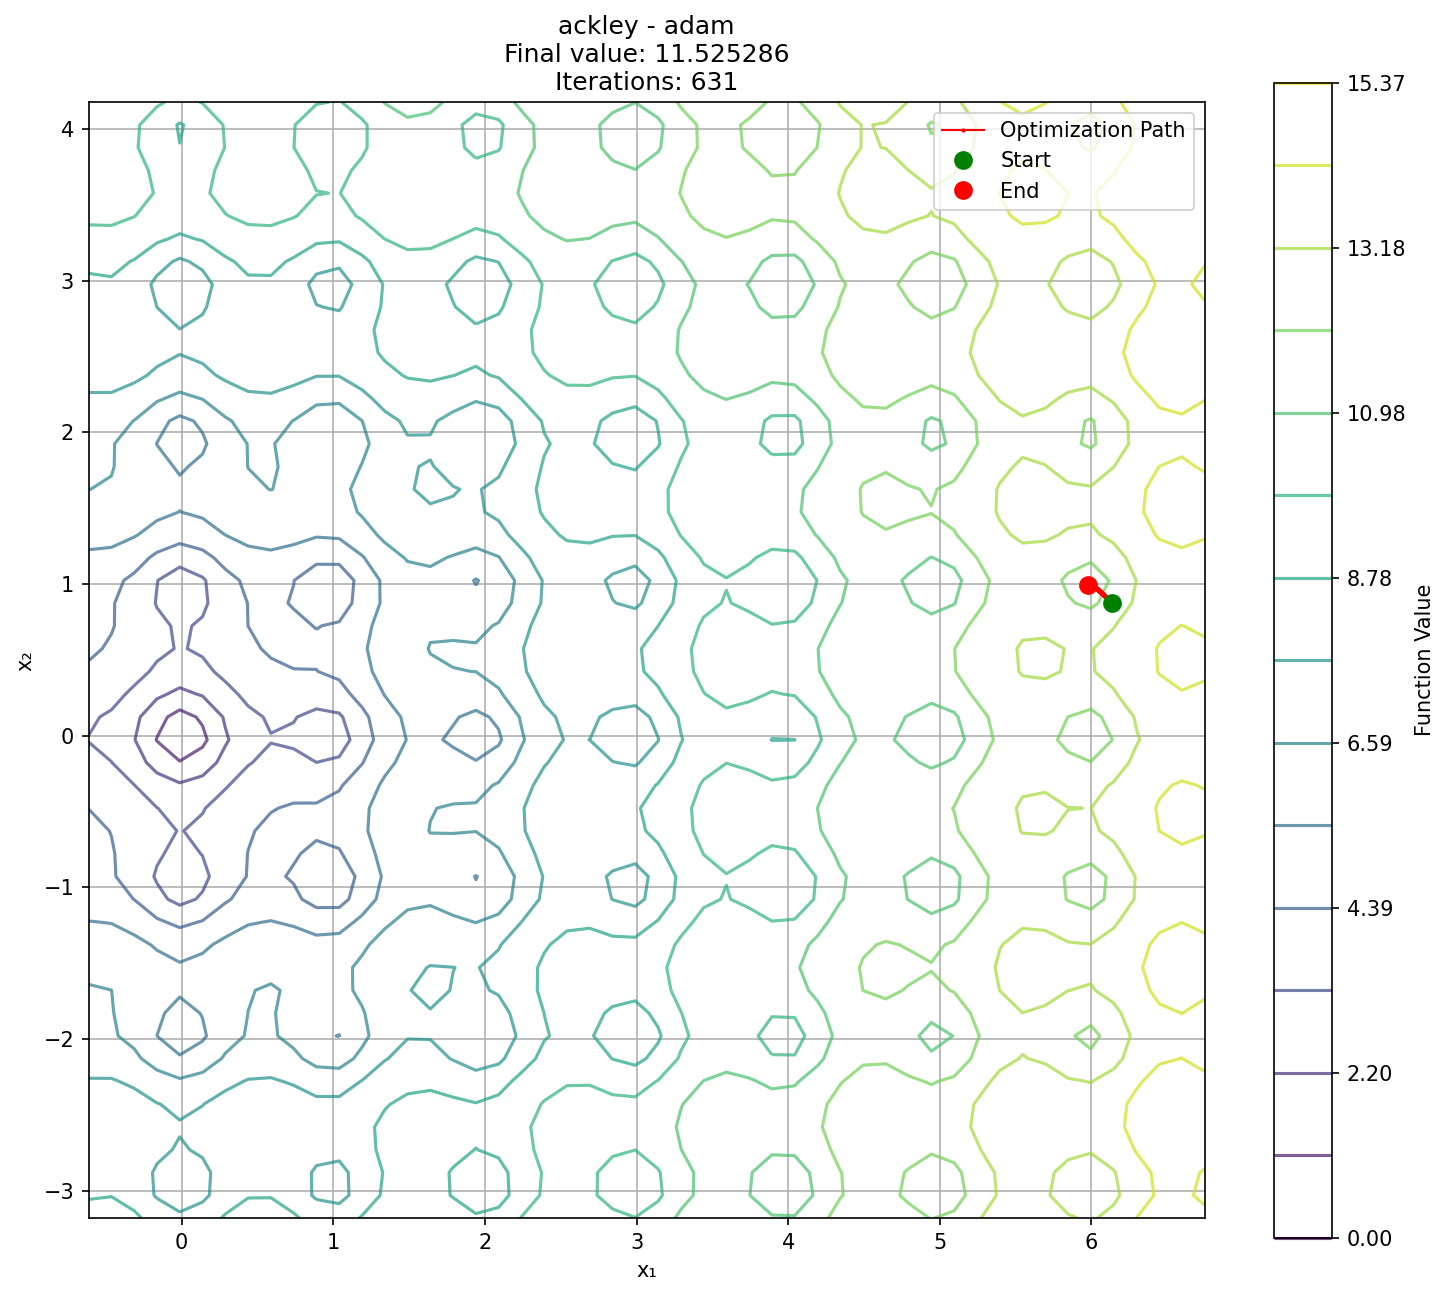 ackley - adam
Final value: 11.525286
Iterations: 631
Optimization Path
Start
End
4
3
2
1
0
−1
−2
−3
0
1
2
3
4
5
6
x₁
x₂
15.37
13.18
10.98
8.78
6.59
4.39
2.20
0.00
Function Value